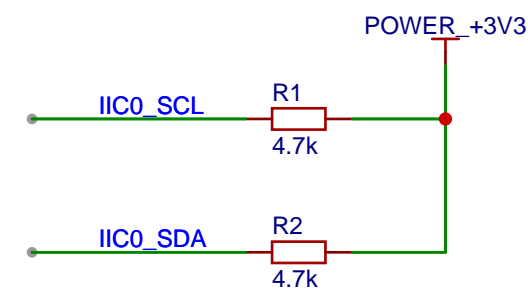 POWER_+3V3
IIC0_SCL
R1
4.7k
IIC0_SDA
R2
4.7k